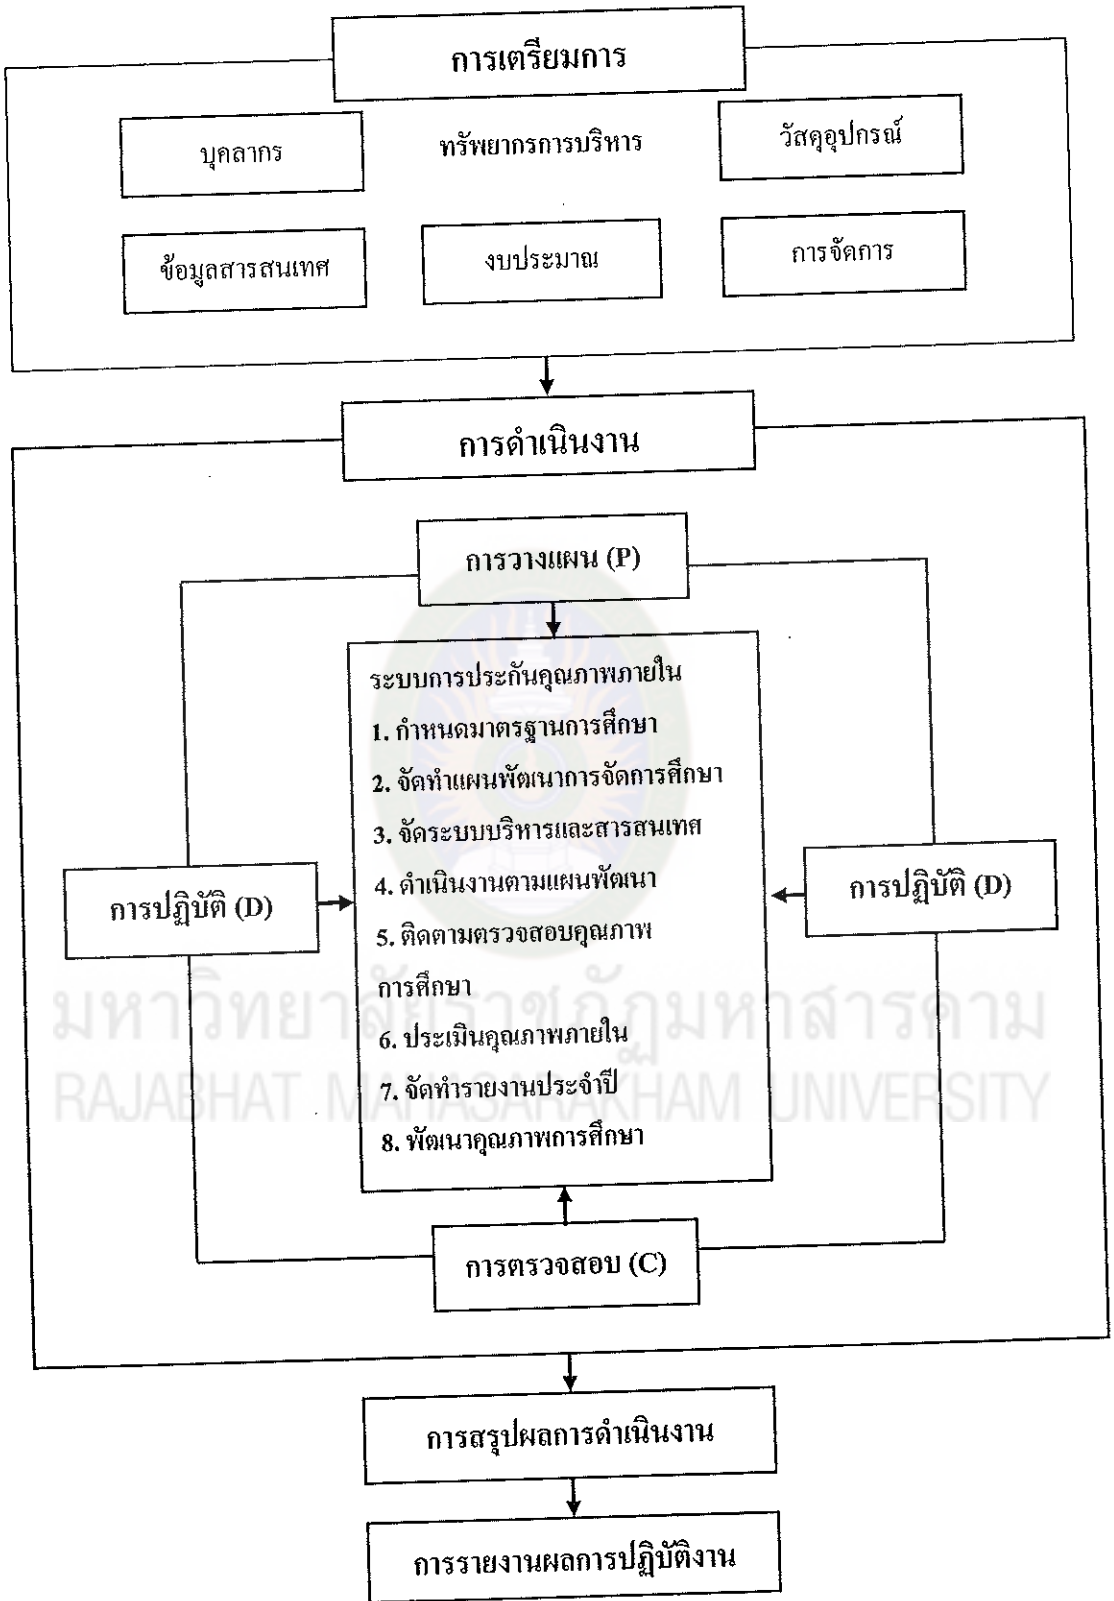 การเตรียมการ
บุคลากร
ทรัพยากรการบริหาร
วัสดุอุปกรณ์
ข้อมูลสารสนเทศ
งบประมาณ
การจัดการ
การดำเนินงาน
การวางแผน (P)
ระบบการประกันคุณภาพภายใน
1. กำหนดมาตรฐานการศึกษา
2. จัดทำแผนพัฒนาการจัดการศึกษา
3. จัดระบบบริหารและสารสนเทศ
4. ดำเนินงานตามแผนพัฒนา
5. ติดตามตรวจสอบคุณภาพ
การศึกษา
6. ประเมินคุณภาพภายใน
7. จัดทำรายงานประจำปี
8. พัฒนาคุณภาพการศึกษา
การปฏิบัติ (D)
การปฏิบัติ (D)
มหาวิทยาลัยราชภัฏมหาสารคาม
RAJABHAT MAHASARAKHAM UNIVERSITY
การตรวจสอบ (C)
การสรุปผลการดำเนินงาน
การรายงานผลการปฏิบัติงาน